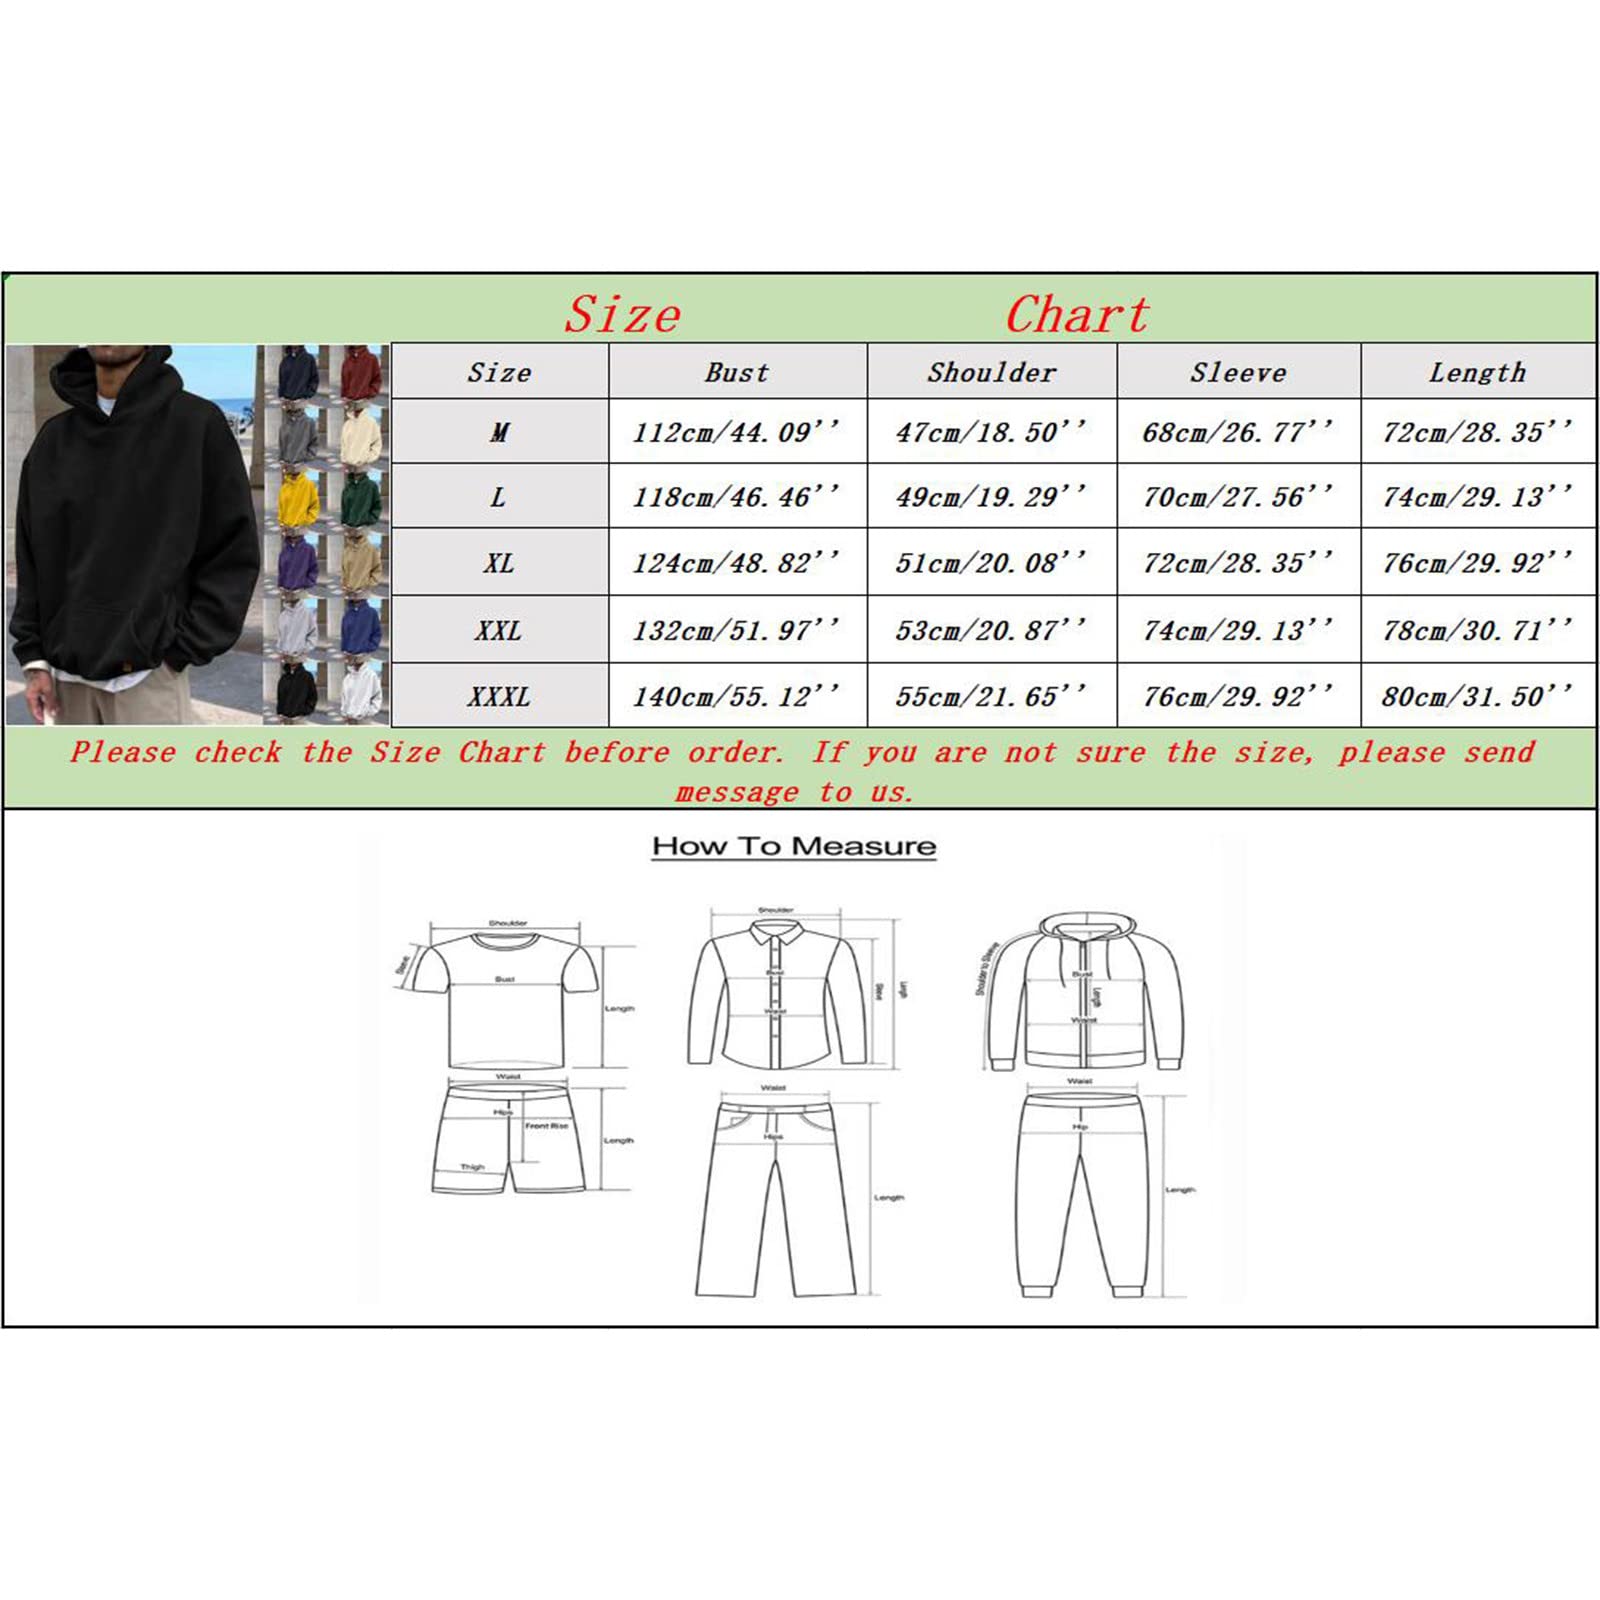 Size Chart
Size Bust Shoulder Sleeve Length
M 112cm/44.09'' 47cm/18.50'' 68cm/26.77'' 72cm/28.35''
L 118cm/46.46'' 49cm/19.29'' 70cm/27.56'' 74cm/29.13''
XL 124cm/48.82'' 51cm/20.08'' 72cm/28.35'' 76cm/29.92''
XXL 132cm/51.97'' 53cm/20.87'' 74cm/29.13'' 78cm/30.71''
XXXL 140cm/55.12'' 55cm/21.65'' 76cm/29.92'' 80cm/31.50''
Please check the Size Chart before order. If you are not sure the size, please send
message to us.
How To Measure
Shoulder
Sleeve
Bust
Length
Waist
Hips
Front Rise
Length
Thigh
Shoulder
Bust
Sleeve
Length
Waist
Waist
Hips
Length
Shoulder to Sleeve
Bust
Length
Waist
Waist
Hip
Length